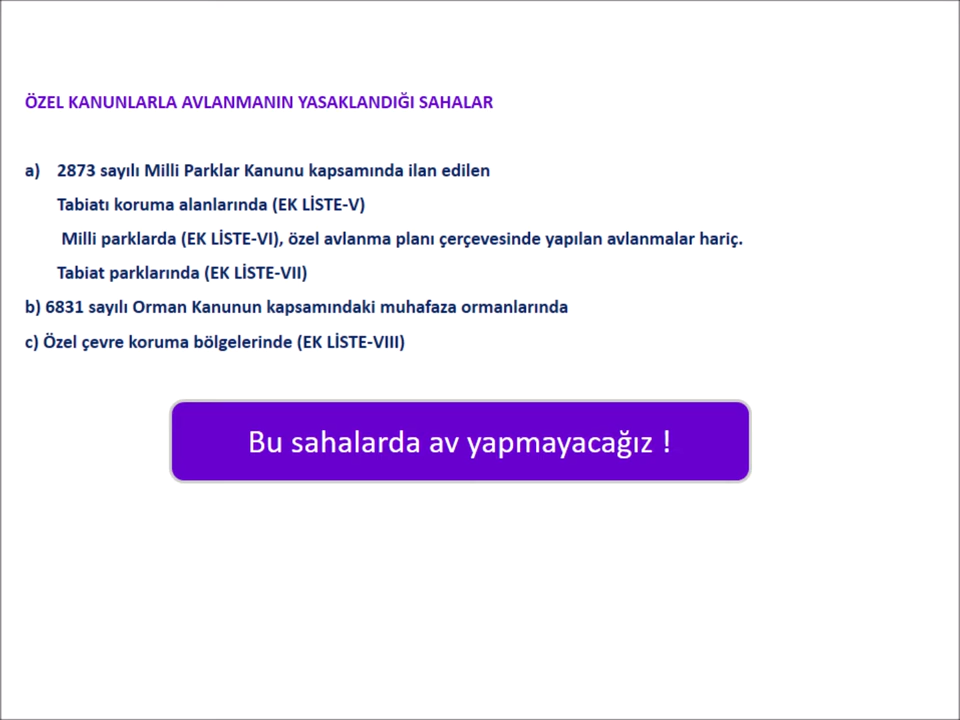 ÖZEL KANUNLARLA AVLANMANIN YASAKLANDIĞI SAHALAR
a) 2873 sayılı Milli Parklar Kanunu kapsamında ilan edilen
Tabiatı koruma alanlarında (EK LİSTE-V)
Milli parklarda (EK LİSTE-VI), özel avlanma planı çerçevesinde yapılan avlanmalar hariç.
Tabiat parklarında (EK LİSTE-VII)
b) 6831 sayılı Orman Kanunun kapsamındaki muhafaza ormanlarında
c) Özel çevre koruma bölgelerinde (EK LİSTE-VIII)
Bu sahalarda av yapmayacağız !